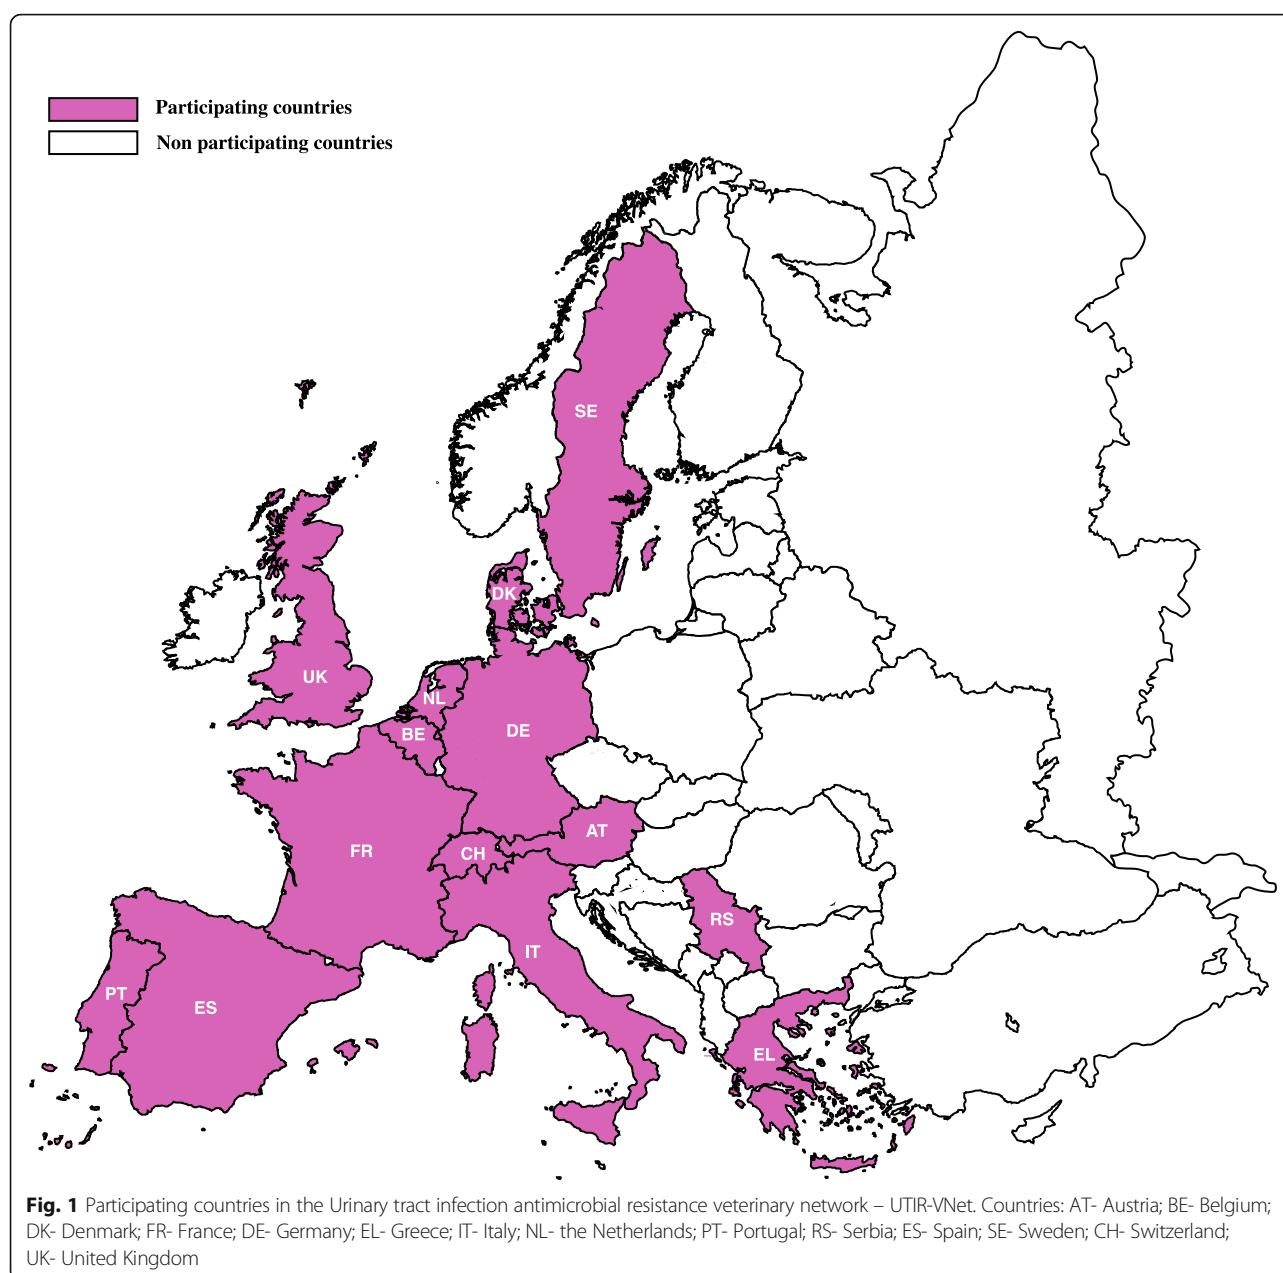 Participating countries
Non participating countries
SE
DK
UK
NL
BE
DE
AT
FR
CH
RS
IT
PT
ES
EL
Fig. 1 Participating countries in the Urinary tract infection antimicrobial resistance veterinary network – UTIR-VNet. Countries: AT- Austria; BE- Belgium;
DK- Denmark; FR- France; DE- Germany; EL- Greece; IT- Italy; NL- the Netherlands; PT- Portugal; RS- Serbia; ES- Spain; SE- Sweden; CH- Switzerland;
UK- United Kingdom